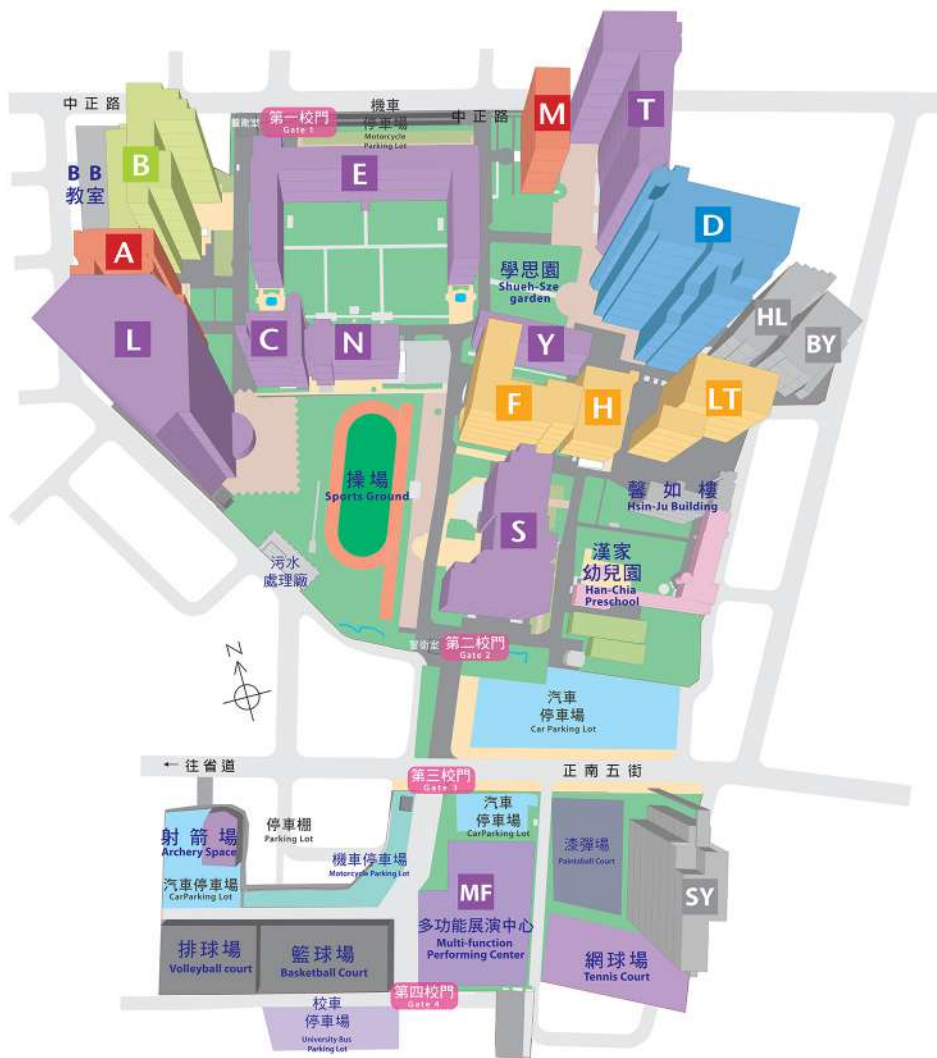 中正路
警衛室
第一校門
Gate 1
機車
停車場
Motorcycle
Parking Lot
中正路
M
T
BB
教室
B
E
A
D
學思園
Shueh-Sze
garden
L
C
N
Y
HL
BY
F
H
LT
操場
Sports Ground
馨如樓
Hsin-Ju Building
S
漢家
幼兒園
Han-Chia
Preschool
污水
處理廠
N
警衛室
第二校門
Gate 2
汽車
停車場
Car Parking Lot
← 往省道
正南五街
第三校門
Gate 3
射箭場
Archery Space
停車棚
Parking Lot
汽車
停車場
CarParking Lot
漆彈場
Paintaball Court
機車停車場
Motorcycle Parking Lot
汽車停車場
CarParking Lot
MF
SY
多功能展演中心
Multi-function
Performing Center
排球場
Volleyball court
籃球場
Basketball Court
網球場
Tennis Court
第四校門
Gate 4
校車
停車場
University Bus
Parking Lot